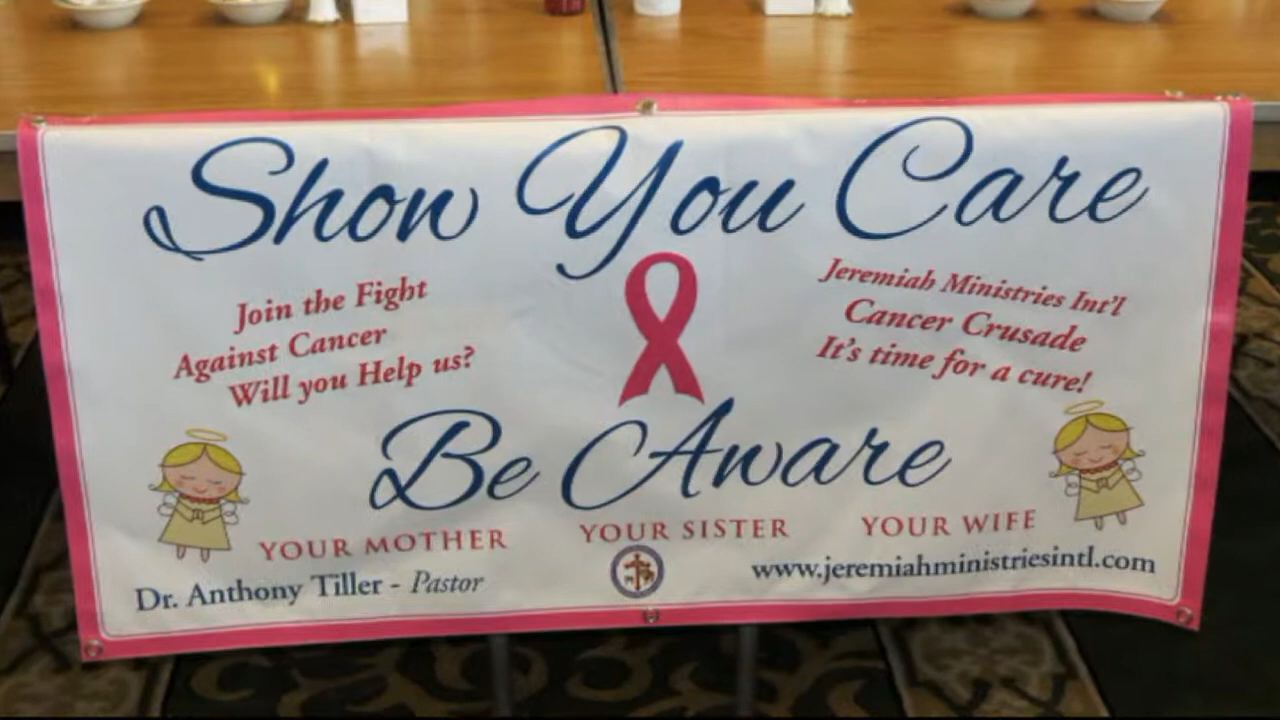 Show You Care
Join the Fight
Against Cancer
Will you Help us?
Jeremiah Ministries Int'l
Cancer Crusade
It's time for a cure!
Be Aware
YOUR MOTHER YOUR SISTER YOUR WIFE
Dr. Anthony Tiller - Pastor
www.jeremiahministriesintl.com